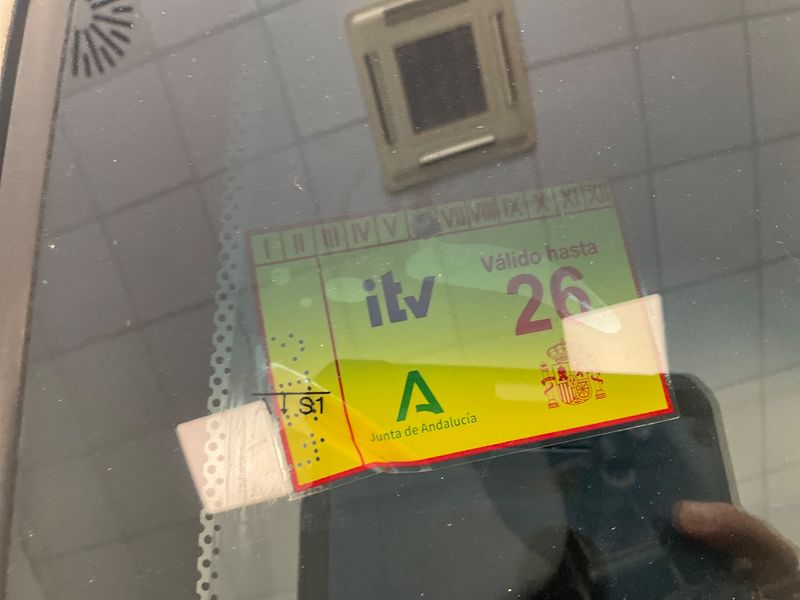 I II III IV V VII VIII IX X XI XII
itv
Válido hasta
26
S1
Junta de Andalucía